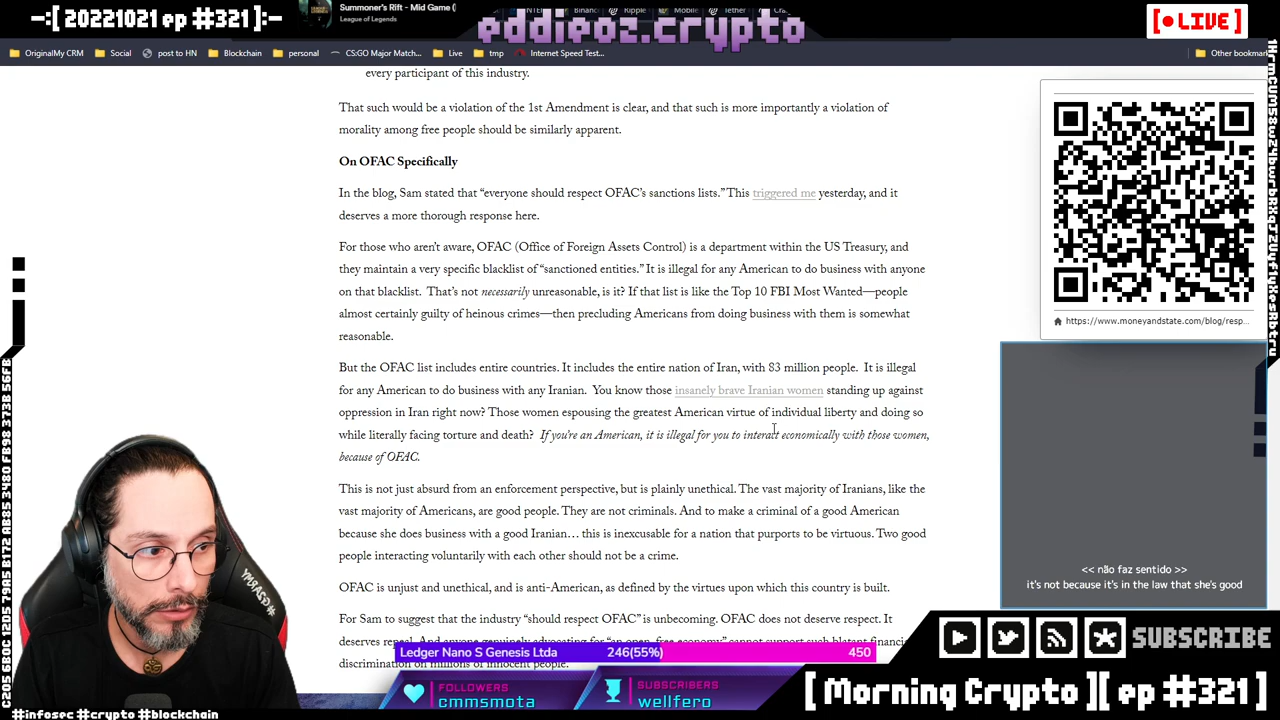 -:[ 20221021 ep #321]:-
Summoner's Rift - Mid Game (
League of Legends
Ripple
Mobile
Tether
eddieoz.crypto
[● LIVE]
OriginalMy CRM
Social
post to HN
Blockchain
personal
CS:GO Major Match...
Live
tmp
Internet Speed Test...
Other bookmar
every participant of this industry.
That such would be a violation of the 1st Amendment is clear, and that such is more importantly a violation of
morality among free people should be similarly apparent.
On OFAC Specifically
In the blog, Sam stated that “everyone should respect OFAC’s sanctions lists.” This triggered me yesterday, and it
deserves a more thorough response here.
For those who aren’t aware, OFAC (Office of Foreign Assets Control) is a department within the US Treasury, and
they maintain a very specific blacklist of “sanctioned entities.” It is illegal for any American to do business with anyone
on that blacklist. That’s not necessarily unreasonable, is it? If that list is like the Top 10 FBI Most Wanted—people
almost certainly guilty of heinous crimes—then precluding Americans from doing business with them is somewhat
reasonable.
But the OFAC list includes entire countries. It includes the entire nation of Iran, with 83 million people. It is illegal
for any American to do business with any Iranian. You know those insanely brave Iranian women standing up against
oppression in Iran right now? Those women espousing the greatest American virtue of individual liberty and doing so
while literally facing torture and death? If you’re an American, it is illegal for you to interact economically with those women,
because of OFAC.
This is not just absurd from an enforcement perspective, but is plainly unethical. The vast majority of Iranians, like the
vast majority of Americans, are good people. They are not criminals. And to make a criminal of a good American
because she does business with a good Iranian… this is inexcusable for a nation that purports to be virtuous. Two good
people interacting voluntarily with each other should not be a crime.
OFAC is unjust and unethical, and is anti-American, as defined by the virtues upon which this country is built.
For Sam to suggest that the industry “should respect OFAC” is unbecoming. OFAC does not deserve respect. It
deserves repeal. And anyone genuinely advocating for “an open, free economy” cannot support such blatant financi
discrimination on millions of innocent people.
https://www.moneyandstate.com/blog/resp...
<< não faz sentido >>
it's not because it's in the law that she's good
YMRASS
Ledger Nano S Genesis Ltda
246(55%)
450
FOLLOWERS
cmmsmota
SUBSCRIBERS
wellfero
SUBSCRIBE
[ Morning Crypto ][ ep #321 ]
#infosec #crypto #blockchain